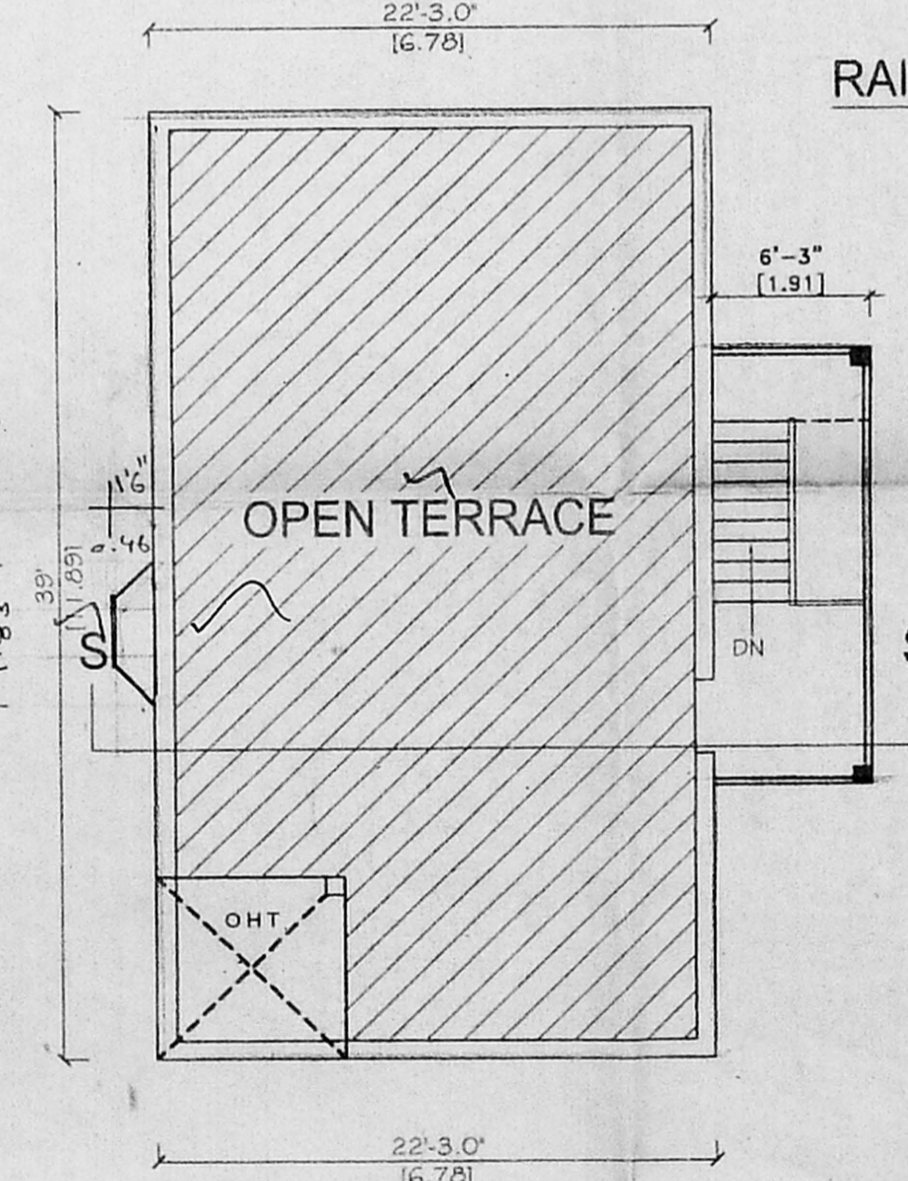 22'-3.0"
[6.78]
RAI
6'-3"
[1.91]
1'6"
0.46
39'
[11.89]
OPEN TERRACE
S
DN
OHT
22'-3.0"
[6.78]